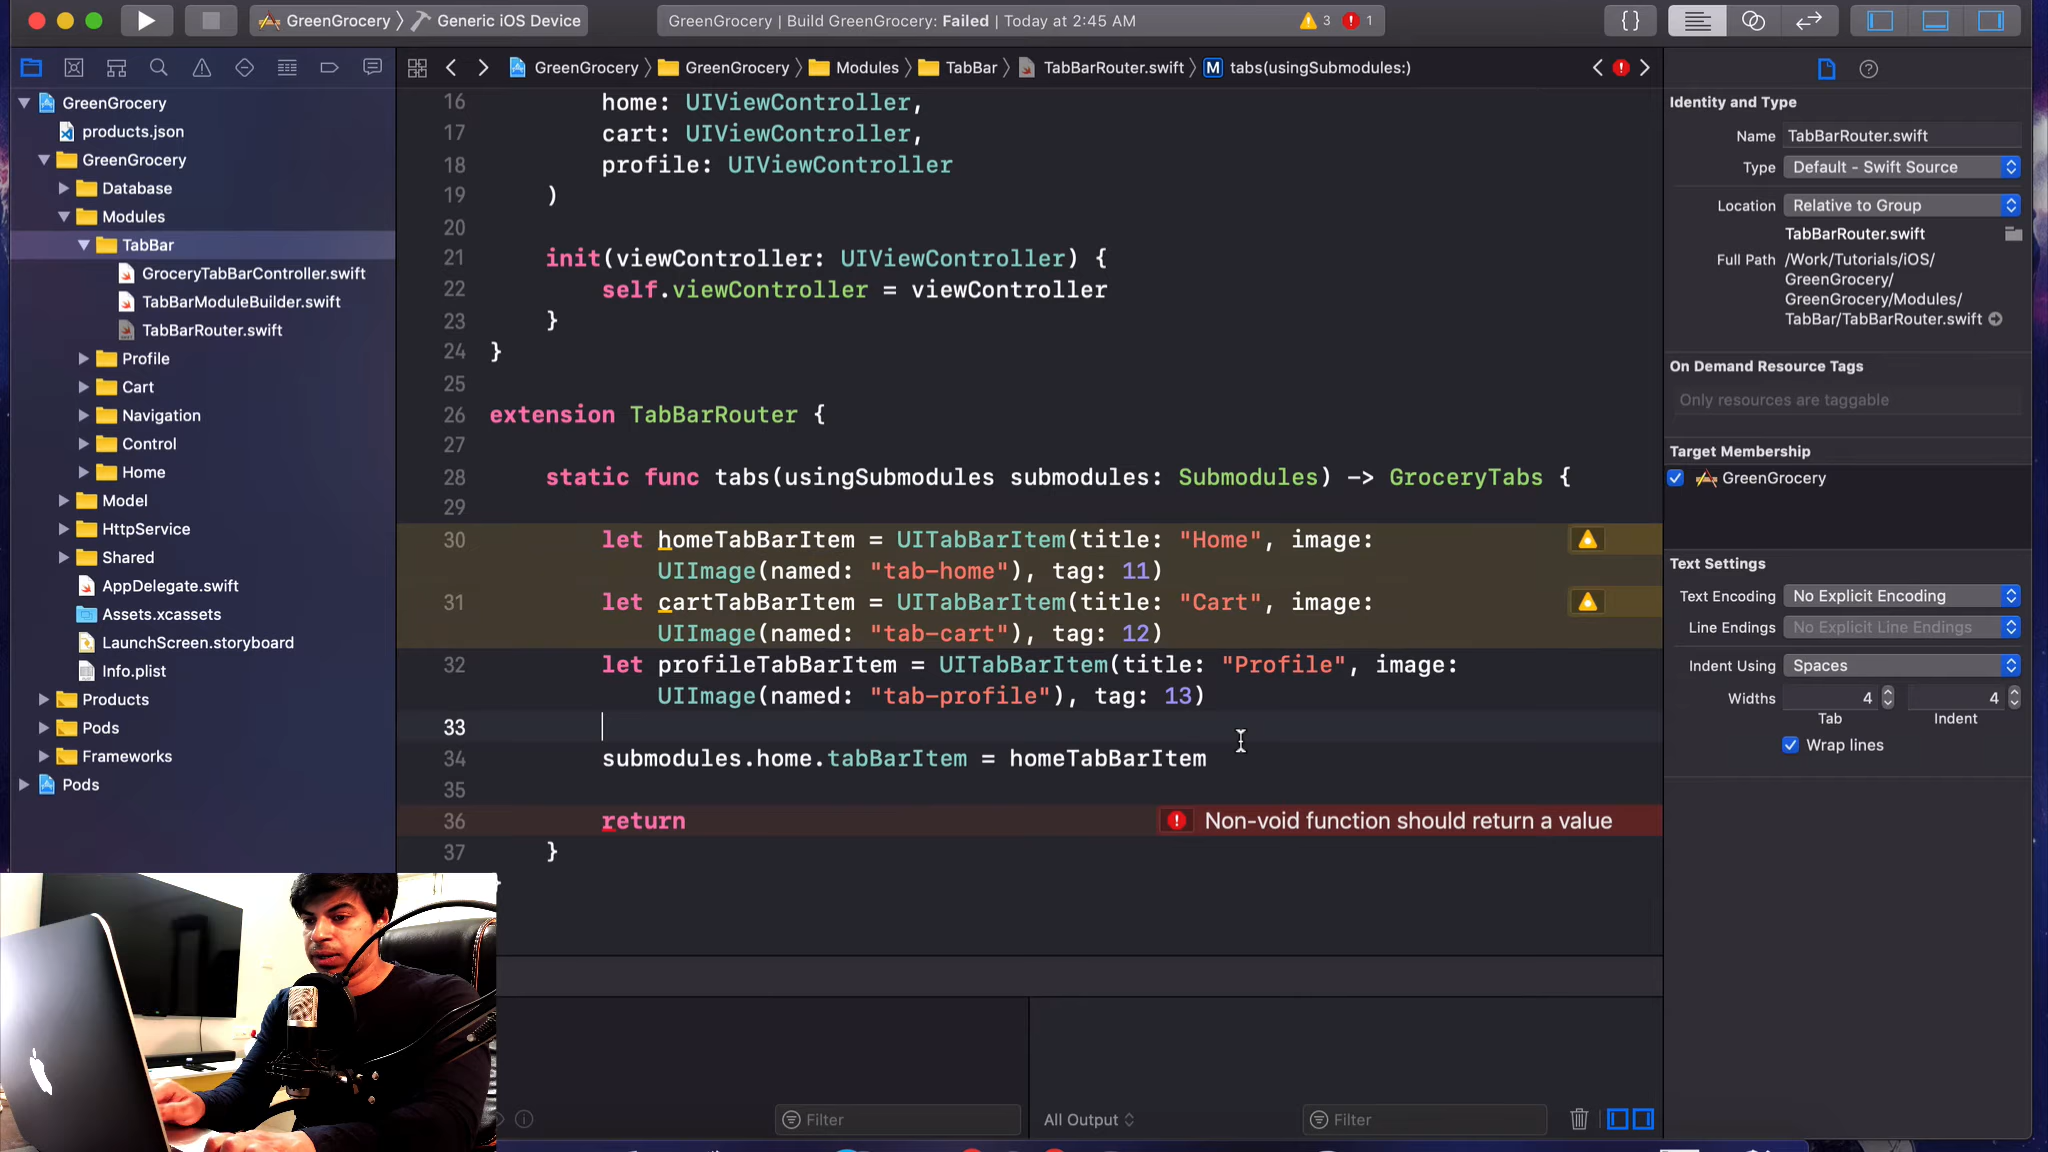 GreenGrocery Generic iOS Device
GreenGrocery | Build GreenGrocery: Failed | Today at 2:45 AM 3 1
GreenGrocery GreenGrocery Modules TabBar TabBarRouter.swift M tabs(usingSubmodules:)
GreenGrocery
products.json
GreenGrocery
Database
Modules
TabBar
GroceryTabBarController.swift
TabBarModuleBuilder.swift
TabBarRouter.swift
Profile
Cart
Navigation
Control
Home
Model
HttpService
Shared
AppDelegate.swift
Assets.xcassets
LaunchScreen.storyboard
Info.plist
Products
Pods
Frameworks
Pods
16 home: UIViewController,
17 cart: UIViewController,
18 profile: UIViewController
19 )
20
21 init(viewController: UIViewController) {
22 self.viewController = viewController
23 }
24 }
25
26 extension TabBarRouter {
27
28 static func tabs(usingSubmodules submodules: Submodules) -> GroceryTabs {
29
30 let homeTabBarItem = UITabBarItem(title: "Home", image:
UIImage(named: "tab-home"), tag: 11)
31 let cartTabBarItem = UITabBarItem(title: "Cart", image:
UIImage(named: "tab-cart"), tag: 12)
32 let profileTabBarItem = UITabBarItem(title: "Profile", image:
UIImage(named: "tab-profile"), tag: 13)
33
34 submodules.home.tabBarItem = homeTabBarItem
35
36 return Non-void function should return a value
37 }
Filter
All Output
Filter
Identity and Type
Name TabBarRouter.swift
Type Default - Swift Source
Location Relative to Group
TabBarRouter.swift
Full Path /Work/Tutorials/iOS/
GreenGrocery/
GreenGrocery/Modules/
TabBar/TabBarRouter.swift
On Demand Resource Tags
Only resources are taggable
Target Membership
GreenGrocery
Text Settings
Text Encoding No Explicit Encoding
Line Endings No Explicit Line Endings
Indent Using Spaces
Widths 4 4
Tab Indent
Wrap lines